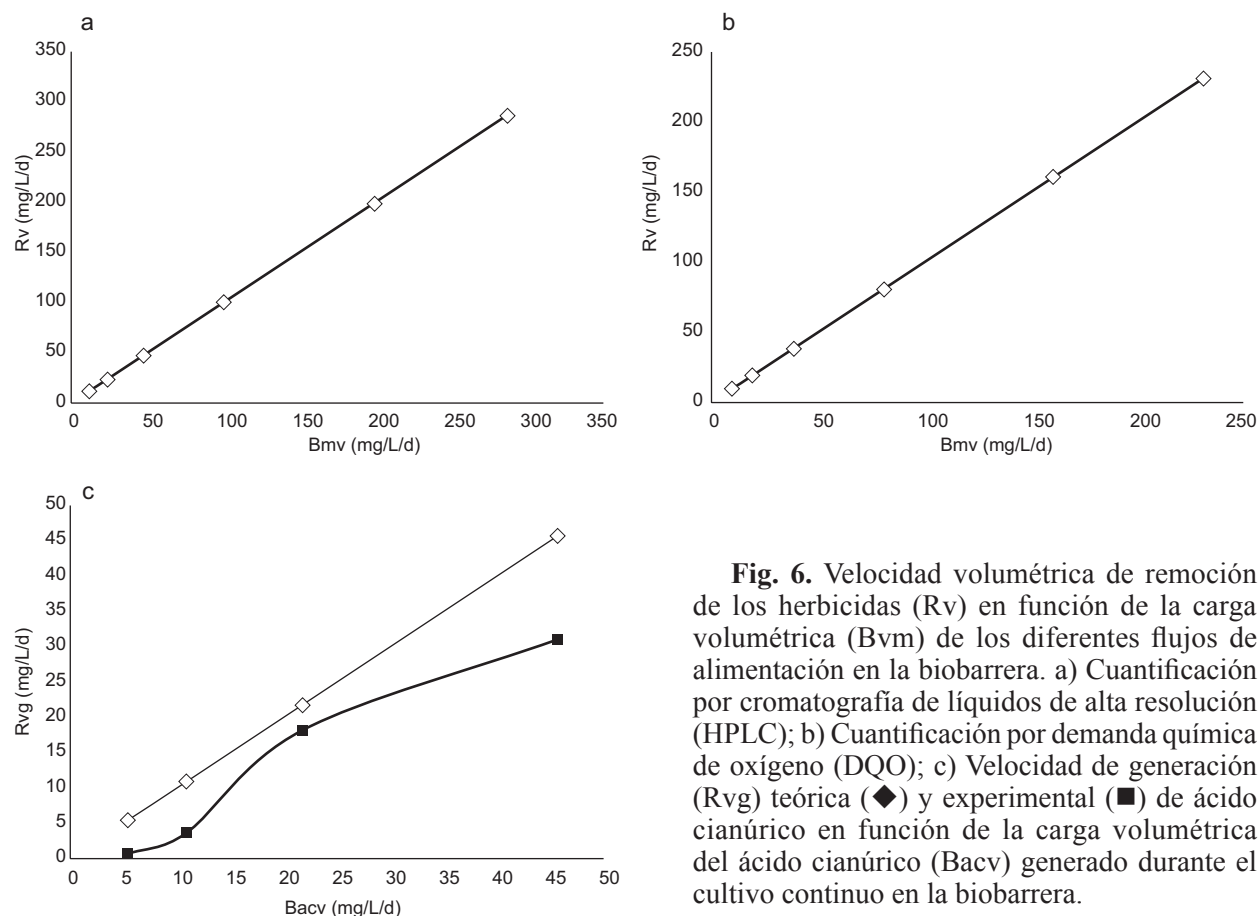 a
350
300
250
200
150
100
50
0
Rv (mg/L/d)
0 50 100 150 200 250 300 350
Bmv (mg/L/d)
b
250
200
150
100
50
0
Rv (mg/L/d)
0 50 100 150 200 250
Bmv (mg/L/d)
c
50
45
40
35
30
25
20
15
10
5
0
Rvg (mg/L/d)
0 5 10 15 20 25 30 35 40 45 50
Bacv (mg/L/d)
Fig. 6. Velocidad volumétrica de remoción
de los herbicidas (Rv) en función de la carga
volumétrica (Bvm) de los diferentes flujos de
alimentación en la biobarrera. a) Cuantificación
por cromatografía de líquidos de alta resolución
(HPLC); b) Cuantificación por demanda química
de oxígeno (DQO); c) Velocidad de generación
(Rvg) teórica (◆) y experimental (■) de ácido
cianúrico en función de la carga volumétrica
del ácido cianúrico (Bacv) generado durante el
cultivo continuo en la biobarrera.